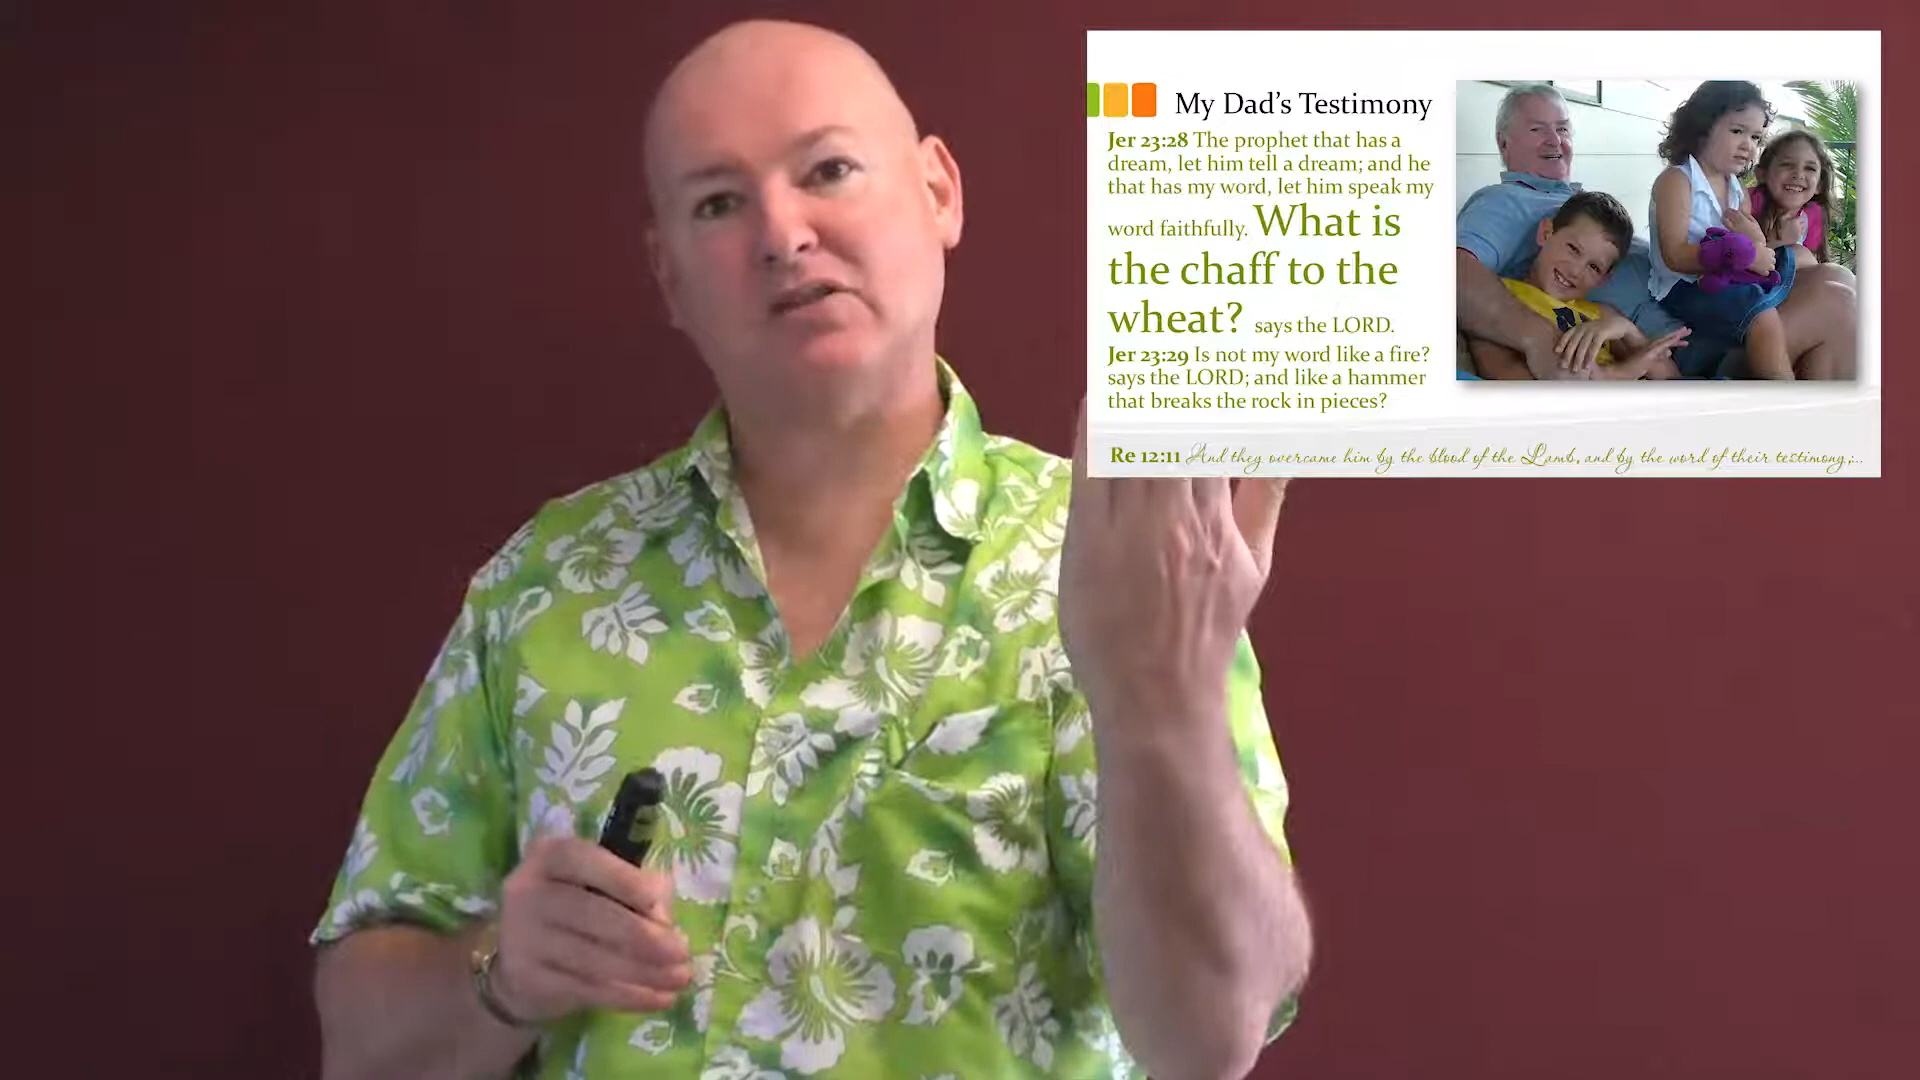 My Dad's Testimony
Jer 23:28 The prophet that has a
dream, let him tell a dream; and he
that has my word, let him speak my
word faithfully. What is
the chaff to the
wheat? says the LORD.
Jer 23:29 Is not my word like a fire?
says the LORD; and like a hammer
that breaks the rock in pieces?
Re 12:11 And they overcame him by the blood of the Lamb, and by the word of their testimony,;...